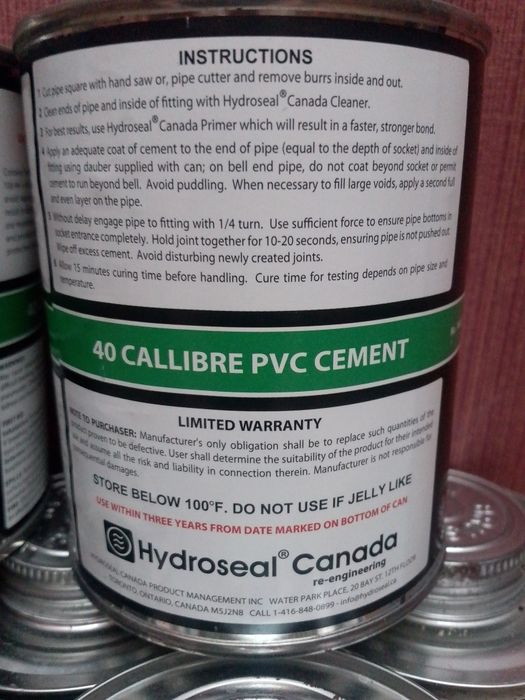 INSTRUCTIONS
1 Cut pipe square with hand saw or, pipe cutter and remove burrs inside and out.
2 Clean ends of pipe and inside of fitting with Hydroseal® Canada Cleaner.
3 For best results, use Hydroseal® Canada Primer which will result in a faster, stronger bond.
4 Apply an adequate coat of cement to the end of pipe (equal to the depth of socket) and inside of
fitting using dauber supplied with can; on bell end pipe, do not coat beyond socket or permit
cement to run beyond bell. Avoid puddling. When necessary to fill large voids, apply a second full
and even layer on the pipe.
5 Without delay engage pipe to fitting with 1/4 turn. Use sufficient force to ensure pipe bottoms in
socket entrance completely. Hold joint together for 10-20 seconds, ensuring pipe is not pushed out.
Wipe off excess cement. Avoid disturbing newly created joints.
6 Allow 15 minutes curing time before handling. Cure time for testing depends on pipe size and
temperature.
40 CALLIBRE PVC CEMENT
LIMITED WARRANTY
NOTE TO PURCHASER: Manufacturer's only obligation shall be to replace such quantities of the
product proven to be defective. User shall determine the suitability of the product for their intended
use and assume all the risk and liability in connection therein. Manufacturer is not responsible for
consequential damages.
STORE BELOW 100°F. DO NOT USE IF JELLY LIKE
USE WITHIN THREE YEARS FROM DATE MARKED ON BOTTOM OF CAN
Hydroseal® Canada
re-engineering
HYDROSEAL CANADA PRODUCT MANAGEMENT INC WATER PARK PLACE, 20 BAY ST. 12TH FLOOR
TORONTO, ONTARIO, CANADA M5J2N8 CALL 1-416-848-0899 - info@hydroseal.ca